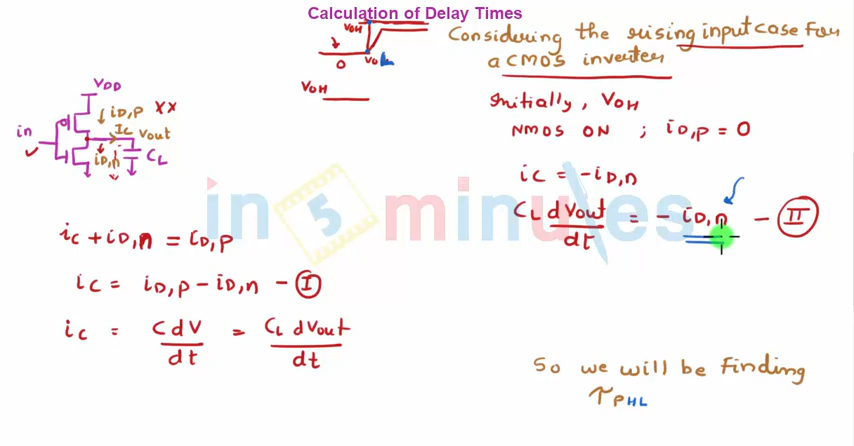 Calculation of Delay Times
VOH
0
VOL
VOH
Considering the rising input case for
a CMOS inverter
Initially, VOH
NMOS ON ; iD,p = 0
iC = -iD,n
CL dVout/dt = - iD,n - II
VDD
iD,p XX
in
IC Vout
iD,n
CL
in 5 minutes
iC + iD,n = iD,p
iC = iD,p - iD,n - I
iC = C dV/dt = CL dVout/dt
So we will be finding
τPHL